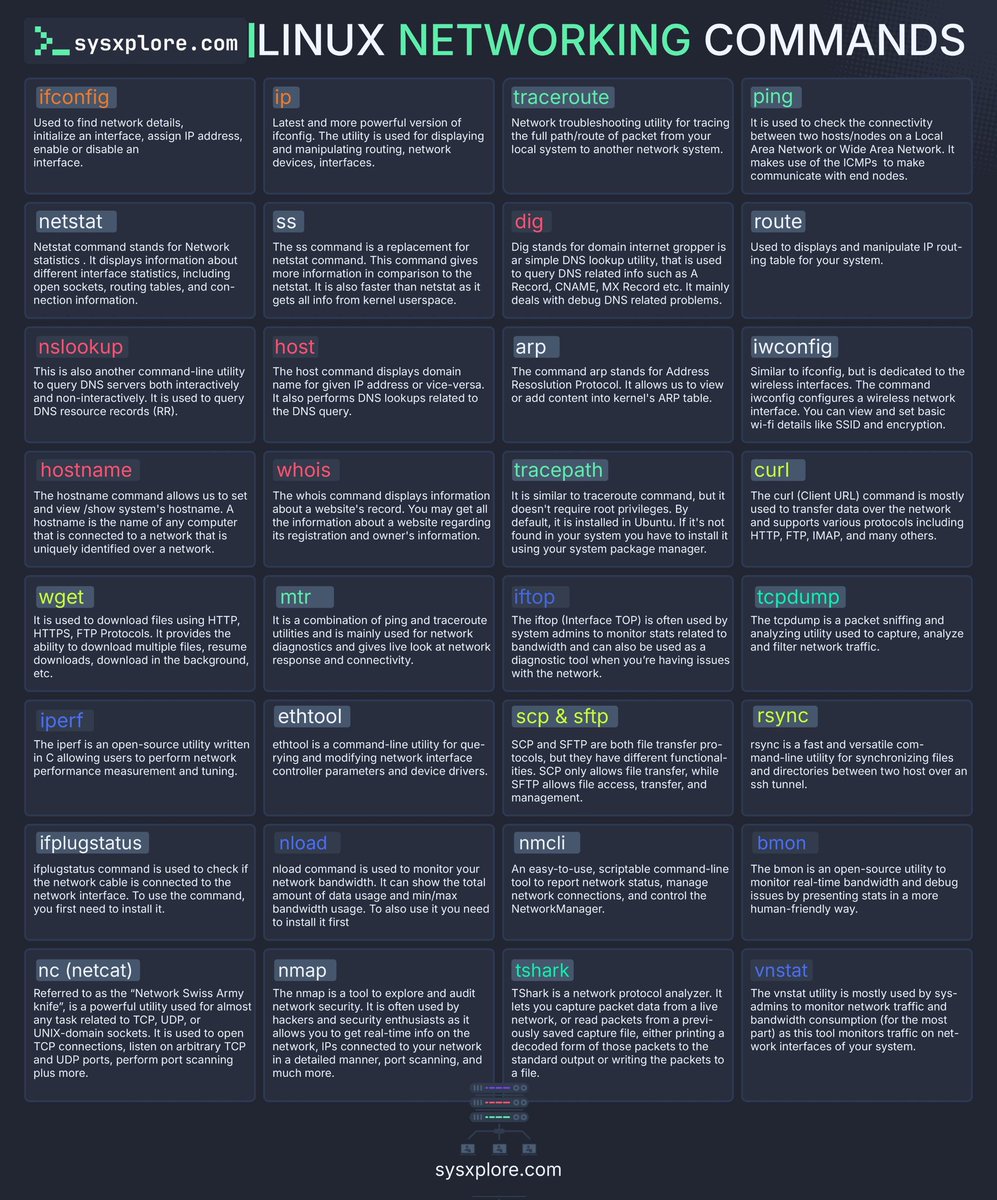 sysxplore.com
LINUX NETWORKING COMMANDS
ifconfig
Used to find network details,
initialize an interface, assign IP address,
enable or disable an
interface.
ip
Latest and more powerful version of
ifconfig. The utility is used for displaying
and manipulating routing, network
devices, interfaces.
traceroute
Network troubleshooting utility for tracing
the full path/route of packet from your
local system to another network system.
ping
It is used to check the connectivity
between two hosts/nodes on a Local
Area Network or Wide Area Network. It
makes use of the ICMPs to make
communicate with end nodes.
netstat
Netstat command stands for Network
statistics . It displays information about
different interface statistics, including
open sockets, routing tables, and con-
nection information.
ss
The ss command is a replacement for
netstat command. This command gives
more information in comparison to the
netstat. It is also faster than netstat as it
gets all info from kernel userspace.
dig
Dig stands for domain internet gropper is
ar simple DNS lookup utility, that is used
to query DNS related info such as A
Record, CNAME, MX Record etc. It mainly
deals with debug DNS related problems.
route
Used to displays and manipulate IP rout-
ing table for your system.
nslookup
This is also another command-line utility
to query DNS servers both interactively
and non-interactively. It is used to query
DNS resource records (RR).
host
The host command displays domain
name for given IP address or vice-versa.
It also performs DNS lookups related to
the DNS query.
arp
The command arp stands for Address
Resoslution Protocol. It allows us to view
or add content into kernel's ARP table.
iwconfig
Similar to ifconfig, but is dedicated to the
wireless interfaces. The command
iwconfig configures a wireless network
interface. You can view and set basic
wi-fi details like SSID and encryption.
hostname
The hostname command allows us to set
and view /show system's hostname. A
hostname is the name of any computer
that is connected to a network that is
uniquely identified over a network.
whois
The whois command displays information
about a website's record. You may get all
the information about a website regarding
its registration and owner's information.
tracepath
It is similar to traceroute command, but it
doesn't require root privileges. By
default, it is installed in Ubuntu. If it's not
found in your system you have to install it
using your system package manager.
curl
The curl (Client URL) command is mostly
used to transfer data over the network
and supports various protocols including
HTTP, FTP, IMAP, and many others.
wget
It is used to download files using HTTP,
HTTPS, FTP Protocols. It provides the
ability to download multiple files, resume
downloads, download in the background,
etc.
mtr
It is a combination of ping and traceroute
utilities and is mainly used for network
diagnostics and gives live look at network
response and connectivity.
iftop
The iftop (Interface TOP) is often used by
system admins to monitor stats related to
bandwidth and can also be used as a
diagnostic tool when you're having issues
with the network.
tcpdump
The tcpdump is a packet sniffing and
analyzing utility used to capture, analyze
and filter network traffic.
iperf
The iperf is an open-source utility written
in C allowing users to perform network
performance measurement and tuning.
ethtool
ethtool is a command-line utility for que-
rying and modifying network interface
controller parameters and device drivers.
scp & sftp
SCP and SFTP are both file transfer pro-
tocols, but they have different functional-
ities. SCP only allows file transfer, while
SFTP allows file access, transfer, and
management.
rsync
rsync is a fast and versatile com-
mand-line utility for synchronizing files
and directories between two host over an
ssh tunnel.
ifplugstatus
ifplugstatus command is used to check if
the network cable is connected to the
network interface. To use the command,
you first need to install it.
nload
nload command is used to monitor your
network bandwidth. It can show the total
amount of data usage and min/max
bandwidth usage. To also use it you need
to install it first
nmcli
An easy-to-use, scriptable command-line
tool to report network status, manage
network connections, and control the
NetworkManager.
bmon
The bmon is an open-source utility to
monitor real-time bandwidth and debug
issues by presenting stats in a more
human-friendly way.
nc (netcat)
Referred to as the “Network Swiss Army
knife”, is a powerful utility used for almost
any task related to TCP, UDP, or
UNIX-domain sockets. It is used to open
TCP connections, listen on arbitrary TCP
and UDP ports, perform port scanning
plus more.
nmap
The nmap is a tool to explore and audit
network security. It is often used by
hackers and security enthusiasts as it
allows you to get real-time info on the
network, IPs connected to your network
in a detailed manner, port scanning, and
much more.
tshark
TShark is a network protocol analyzer. It
lets you capture packet data from a live
network, or read packets from a previ-
ously saved capture file, either printing a
decoded form of those packets to the
standard output or writing the packets to
a file.
vnstat
The vnstat utility is mostly used by sys-
admins to monitor network traffic and
bandwidth consumption (for the most
part) as this tool monitors traffic on net-
work interfaces of your system.
sysxplore.com